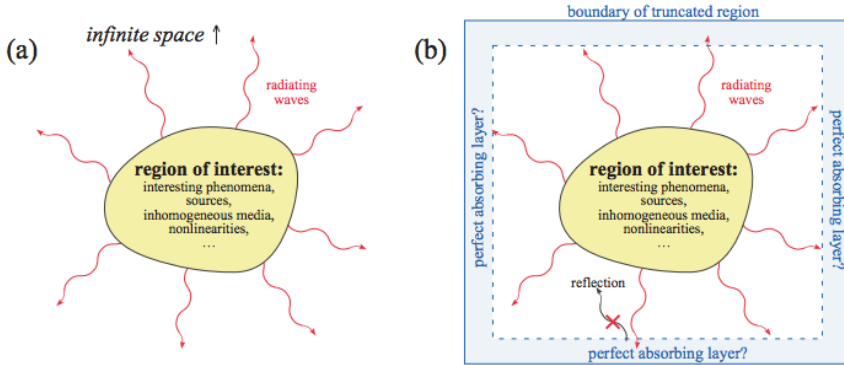 (a)
infinite space ↑
radiating
waves
region of interest:
interesting phenomena,
sources,
inhomogeneous media,
nonlinearities,
...
(b)
boundary of truncated region
perfect absorbing layer?
radiating
waves
region of interest:
interesting phenomena,
sources,
inhomogeneous media,
nonlinearities,
...
perfect absorbing layer?
reflection
perfect absorbing layer?